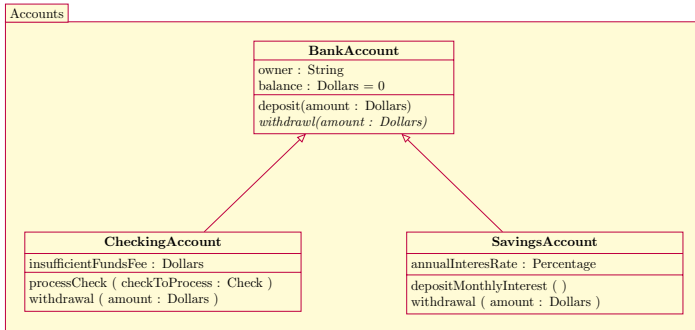 Accounts
BankAccount
owner : String
balance : Dollars = 0
deposit(amount : Dollars)
withdrawl(amount : Dollars)
CheckingAccount
insufficientFundsFee : Dollars
processCheck ( checkToProcess : Check )
withdrawal ( amount : Dollars )
SavingsAccount
annualInteresRate : Percentage
depositMonthlyInterest ( )
withdrawal ( amount : Dollars )